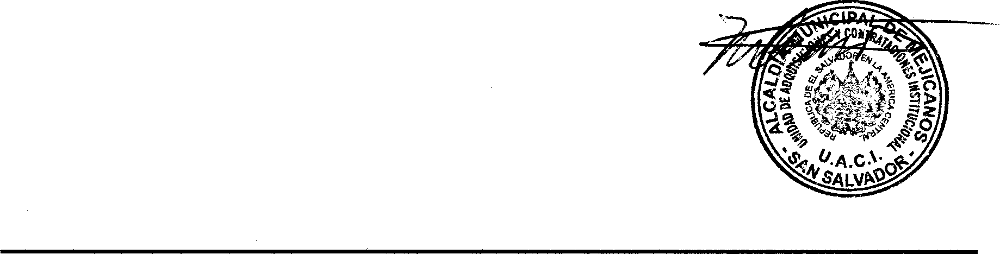 ALCALDIA MUNICIPAL DE MEJICANOS
UNIDAD DE ADQUISICIONES Y CONTRATACIONES INSTITUCIONAL
REPUBLICA DE EL SALVADOR EN LA AMERICA CENTRAL
U.A.C.I.
- SAN SALVADOR -